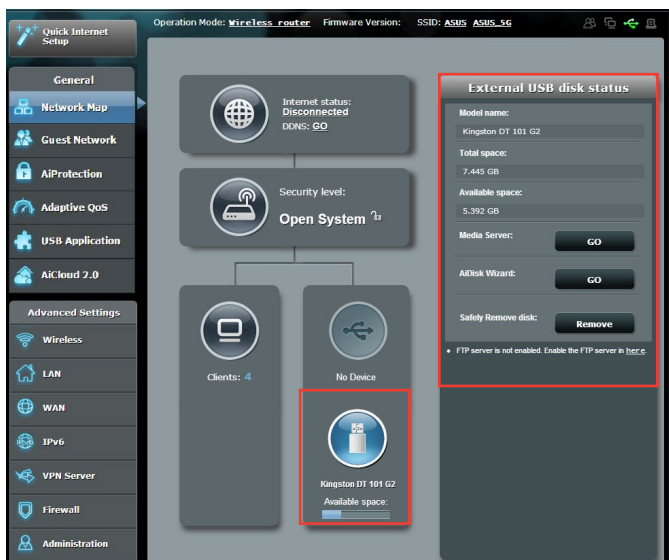 Quick Internet
Setup
Operation Mode: Wireless router Firmware Version: SSID: ASUS ASUS_5G
General
Network Map
Guest Network
AiProtection
Adaptive QoS
USB Application
AiCloud 2.0
Advanced Settings
Wireless
LAN
WAN
IPv6
VPN Server
Firewall
Administration
Internet status:
Disconnected
DDNS: GO
Security level:
Open System
Clients: 4
No Device
Kingston DT 101 G2
Available space:
External USB disk status
Model name:
Kingston DT 101 G2
Total space:
7.445 GB
Available space:
5.392 GB
Media Server: GO
AiDisk Wizard: GO
Safely Remove disk: Remove
• FTP server is not enabled. Enable the FTP server in here.